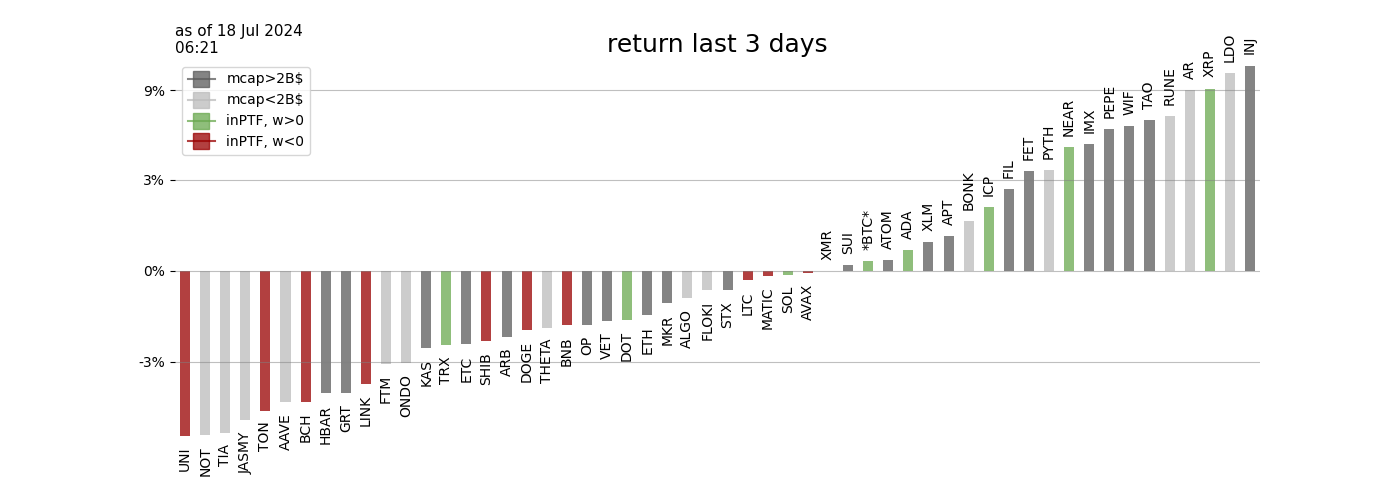 as of 18 Jul 2024
06:21
return last 3 days
mcap>2B$
mcap<2B$
inPTF, w>0
inPTF, w<0
9%
3%
0%
-3%
UNI
NOT
TIA
JASMY
TON
AAVE
BCH
HBAR
GRT
LINK
FTM
ONDO
KAS
TRX
ETC
SHIB
ARB
DOGE
THETA
BNB
OP
VET
DOT
ETH
MKR
ALGO
FLOKI
STX
LTC
MATIC
SOL
AVAX
XMR
SUI
*BTC*
ATOM
ADA
XLM
APT
BONK
ICP
FIL
FET
PYTH
NEAR
IMX
PEPE
WIF
TAO
RUNE
AR
XRP
LDO
INJ